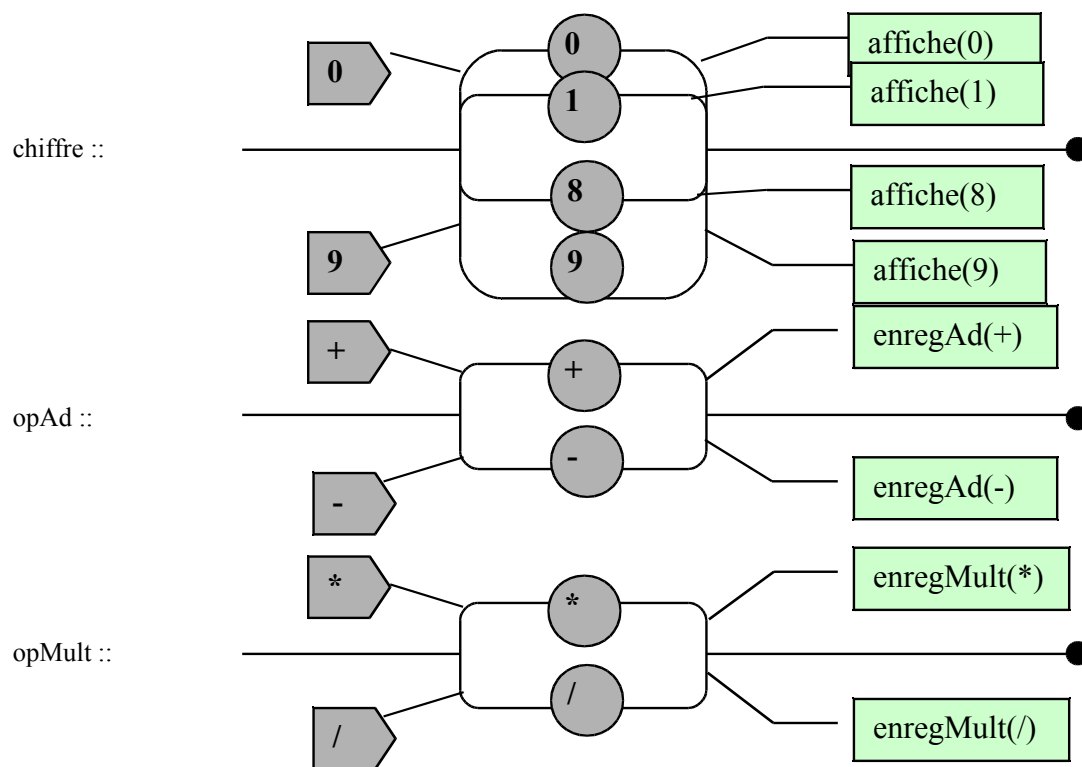 0 0 affiche(0)
1 affiche(1)
chiffre ::
8 affiche(8)
9 9 affiche(9)
+ + enregAd(+)
opAd ::
- - enregAd(-)
* * enregMult(*)
opMult ::
/ / enregMult(/)